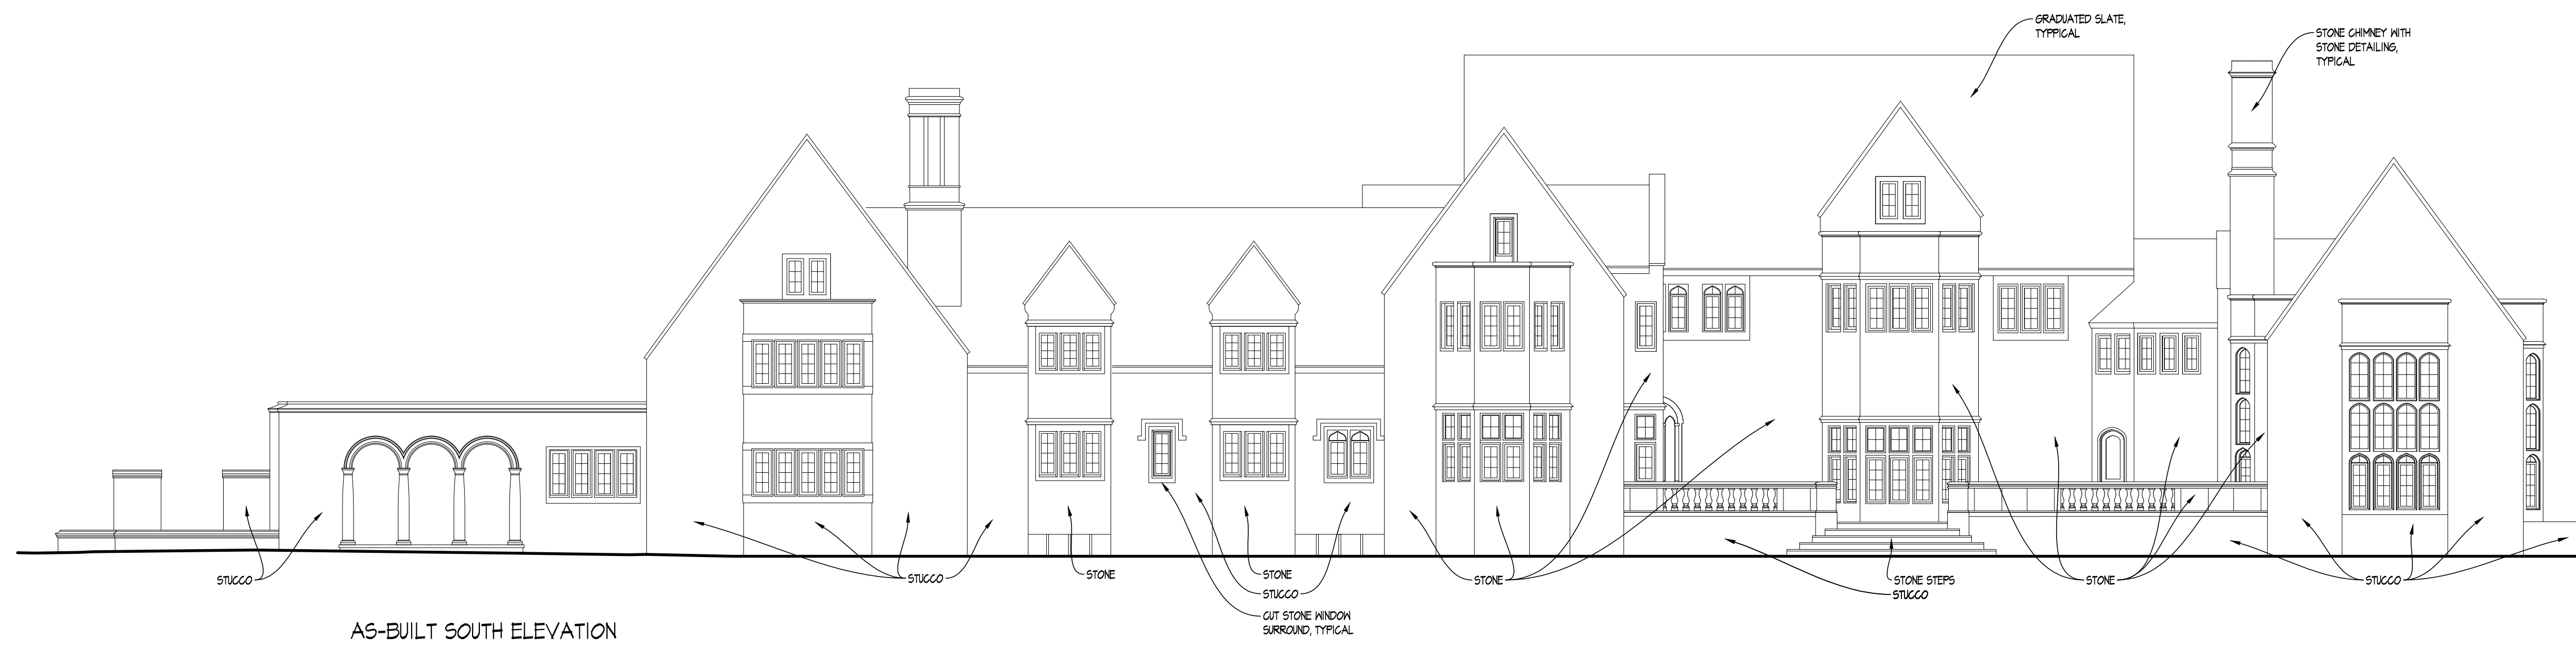 GRADUATED SLATE,
TYPPICAL
STONE CHIMNEY WITH
STONE DETAILING,
TYPICAL
STUCCO
STUCCO
STONE
STONE
STUCCO
CUT STONE WINDOW
SURROUND, TYPICAL
STONE
STONE STEPS
STUCCO
STONE
STUCCO
AS-BUILT SOUTH ELEVATION